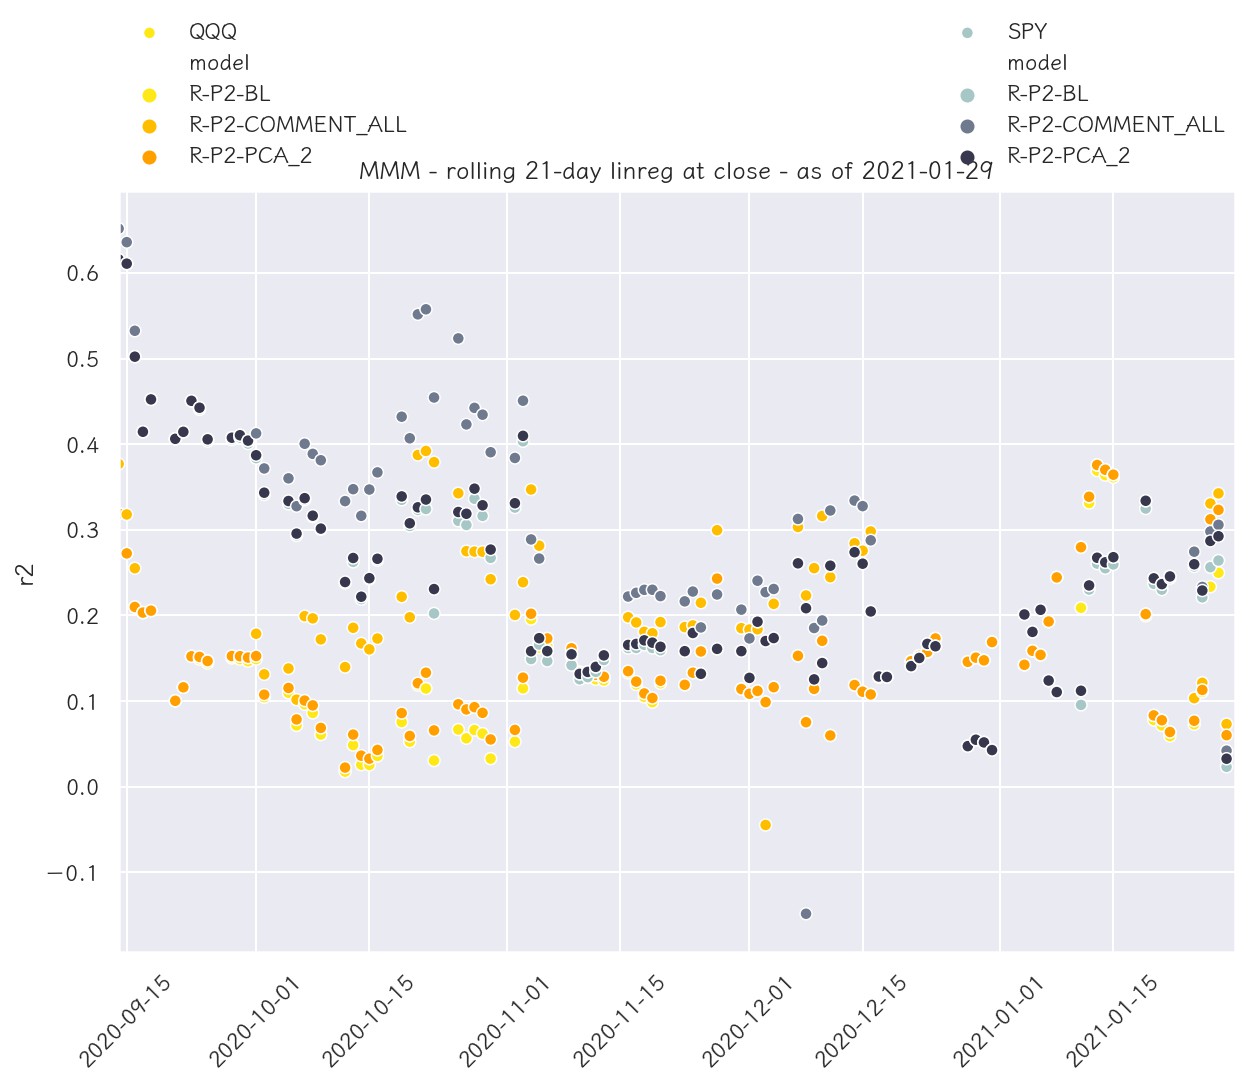 QQQ
model
R-P2-BL
R-P2-COMMENT_ALL
R-P2-PCA_2
SPY
model
R-P2-BL
R-P2-COMMENT_ALL
R-P2-PCA_2
MMM - rolling 21-day linreg at close - as of 2021-01-29
r2
0.6
0.5
0.4
0.3
0.2
0.1
0.0
−0.1
2020-09-15
2020-10-01
2020-10-15
2020-11-01
2020-11-15
2020-12-01
2020-12-15
2021-01-01
2021-01-15